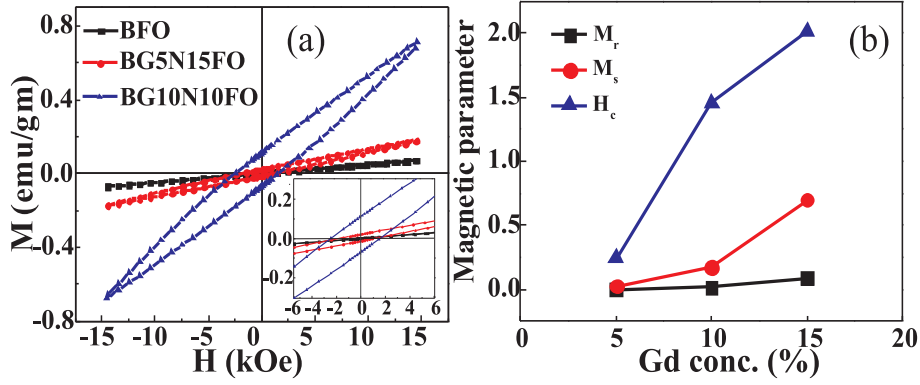 (a)
BFO
BG5N15FO
BG10N10FO
M (emu/gm)
0.8
0.4
0.0
-0.4
-0.8
-15 -10 -5 0 5 10 15
H (kOe)
0.2
0.0
-0.2
-6 -4 -2 0 2 4 6
(b)
Mr
Ms
Hc
Magnetic parameter
2.0
1.5
1.0
0.5
0.0
0 5 10 15 20
Gd conc. (%)